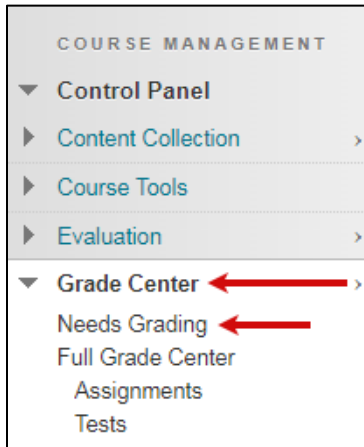 COURSE MANAGEMENT
Control Panel
Content Collection
Course Tools
Evaluation
Grade Center
Needs Grading
Full Grade Center
Assignments
Tests